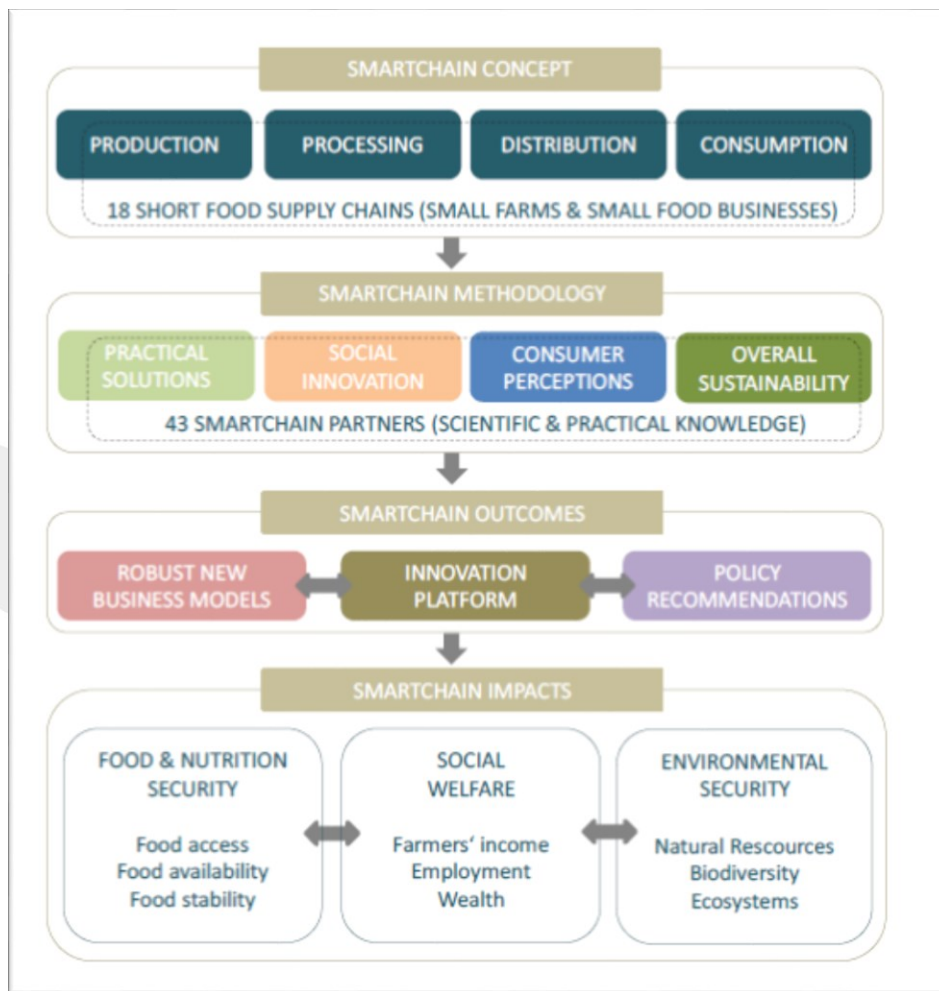 SMARTCHAIN CONCEPT
PRODUCTION
PROCESSING
DISTRIBUTION
CONSUMPTION
18 SHORT FOOD SUPPLY CHAINS (SMALL FARMS & SMALL FOOD BUSINESSES)
SMARTCHAIN METHODOLOGY
PRACTICAL
SOLUTIONS
SOCIAL
INNOVATION
CONSUMER
PERCEPTIONS
OVERALL
SUSTAINABILITY
43 SMARTCHAIN PARTNERS (SCIENTIFIC & PRACTICAL KNOWLEDGE)
SMARTCHAIN OUTCOMES
ROBUST NEW
BUSINESS MODELS
INNOVATION
PLATFORM
POLICY
RECOMMENDATIONS
SMARTCHAIN IMPACTS
FOOD & NUTRITION
SECURITY
Food access
Food availability
Food stability
SOCIAL
WELFARE
Farmers‘ income
Employment
Wealth
ENVIRONMENTAL
SECURITY
Natural Rescources
Biodiversity
Ecosystems